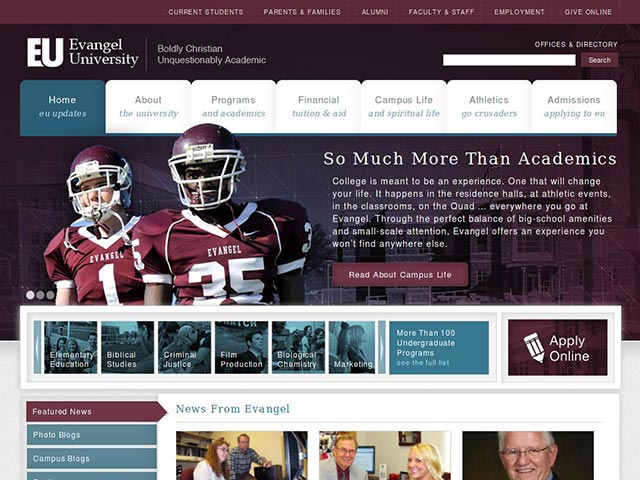 :: CURRENT STUDENTS :: PARENTS & FAMILIES :: ALUMNI :: FACULTY & STAFF :: EMPLOYMENT :: GIVE ONLINE
EU Evangel University
Boldly Christian
Unquestionably Academic
OFFICES & DIRECTORY
Search
Home
eu updates
About
the university
Programs
and academics
Financial
tuition & aid
Campus Life
and spiritual life
Athletics
go crusaders
Admissions
applying to eu
So Much More Than Academics
College is meant to be an experience. One that will change
your life. It happens in the residence halls, at athletic events,
in the classrooms, on the Quad ... everywhere you go at
Evangel. Through the perfect balance of big-school amenities
and small-scale attention, Evangel offers an experience you
won't find anywhere else.
Read About Campus Life
EVANGEL
1
EVANGEL
35
Elementary
Education
Biblical
Studies
Criminal
Justice
Film
Production
Biological
Chemistry
Marketing
More Than 100
Undergraduate
Programs
see the full list
Apply
Online
Featured News
Photo Blogs
Campus Blogs
News From Evangel